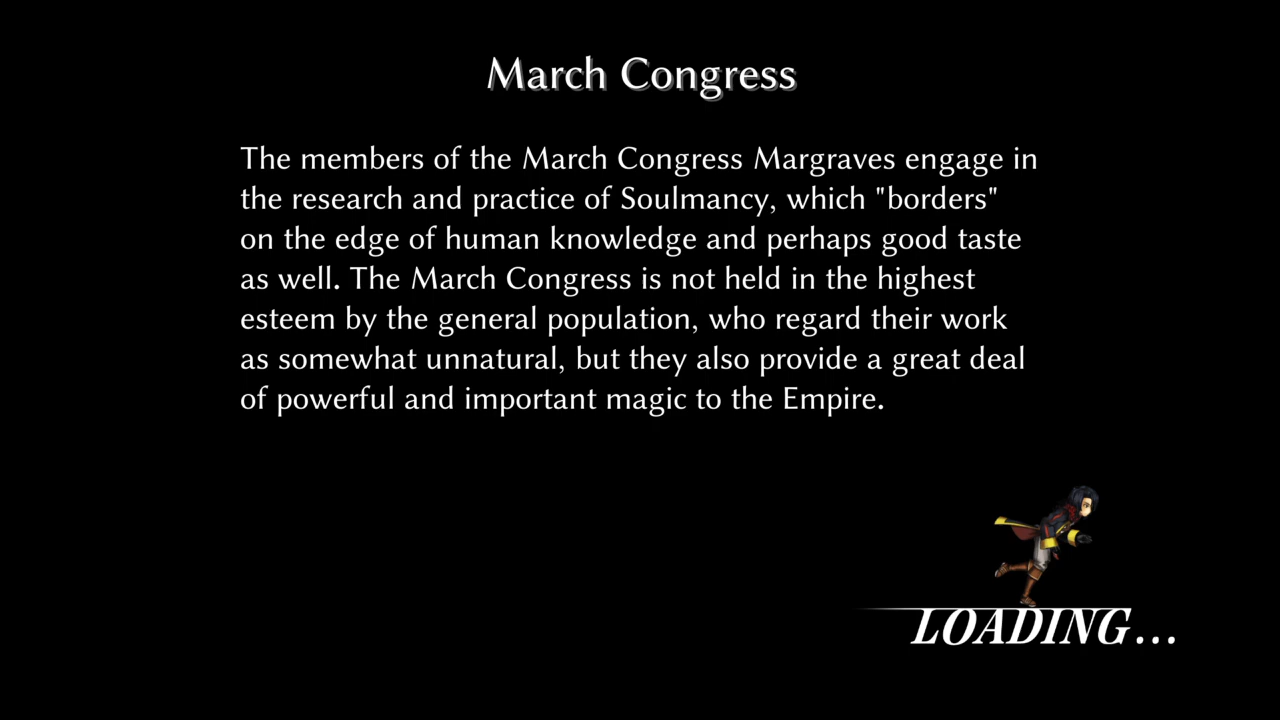 March Congress
The members of the March Congress Margraves engage in
the research and practice of Soulmancy, which "borders"
on the edge of human knowledge and perhaps good taste
as well. The March Congress is not held in the highest
esteem by the general population, who regard their work
as somewhat unnatural, but they also provide a great deal
of powerful and important magic to the Empire.
LOADING...